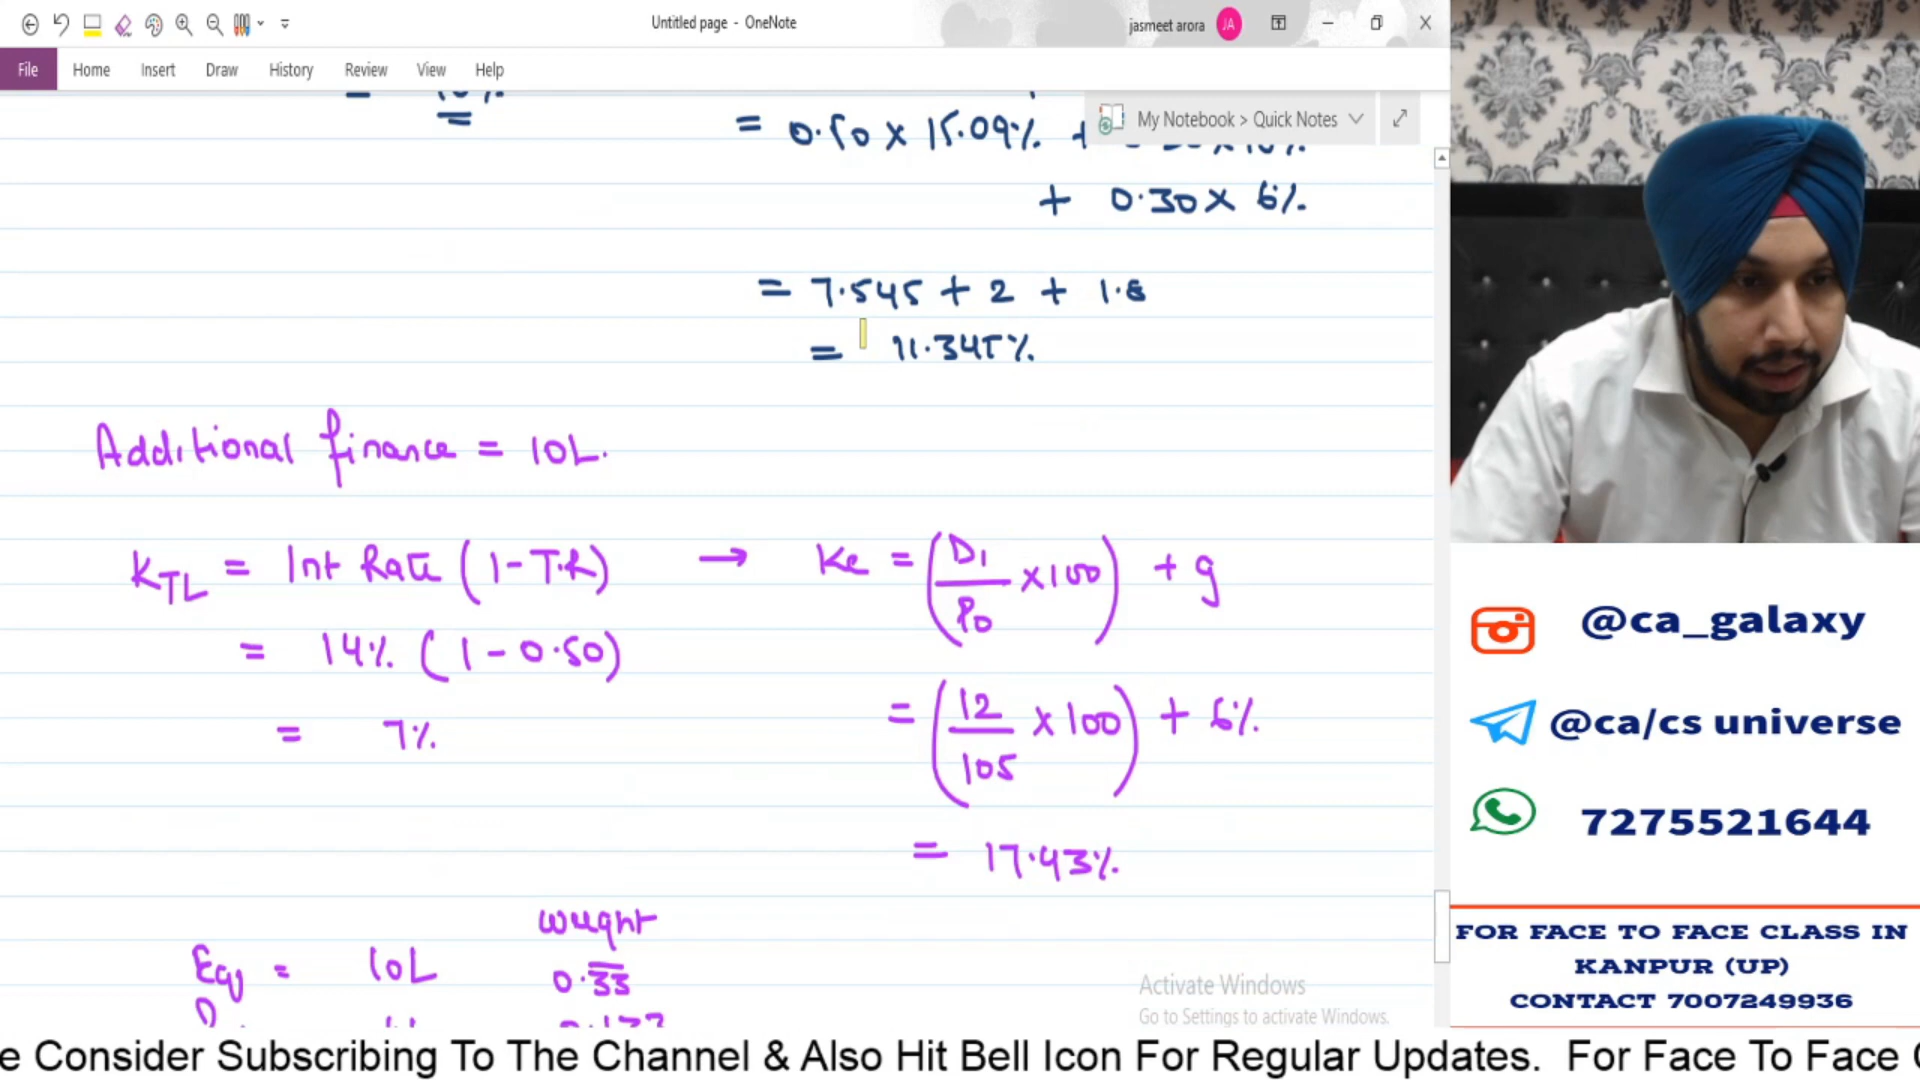 Untitled page - OneNote
jasmeet arora JA
File Home Insert Draw History Review View Help
My Notebook > Quick Notes
= 0.50 x 15.09% +
+ 0.30 x 6%
= 7.545 + 2 + 1.8
= 11.345%
Additional finance = 10L.
KTL = Int Rate (1-T.R) → Ke = (D1/P0 x 100) + g
= 14% (1-0.50)
= (12/105 x 100) + 6%
= 7%
= 17.43%
weight
Eq = 10L 0.33
Activate Windows
Go to Settings to activate Windows.
@ca_galaxy
@ca/cs universe
7275521644
FOR FACE TO FACE CLASS IN
KANPUR (UP)
CONTACT 7007249936
e Consider Subscribing To The Channel & Also Hit Bell Icon For Regular Updates. For Face To Face